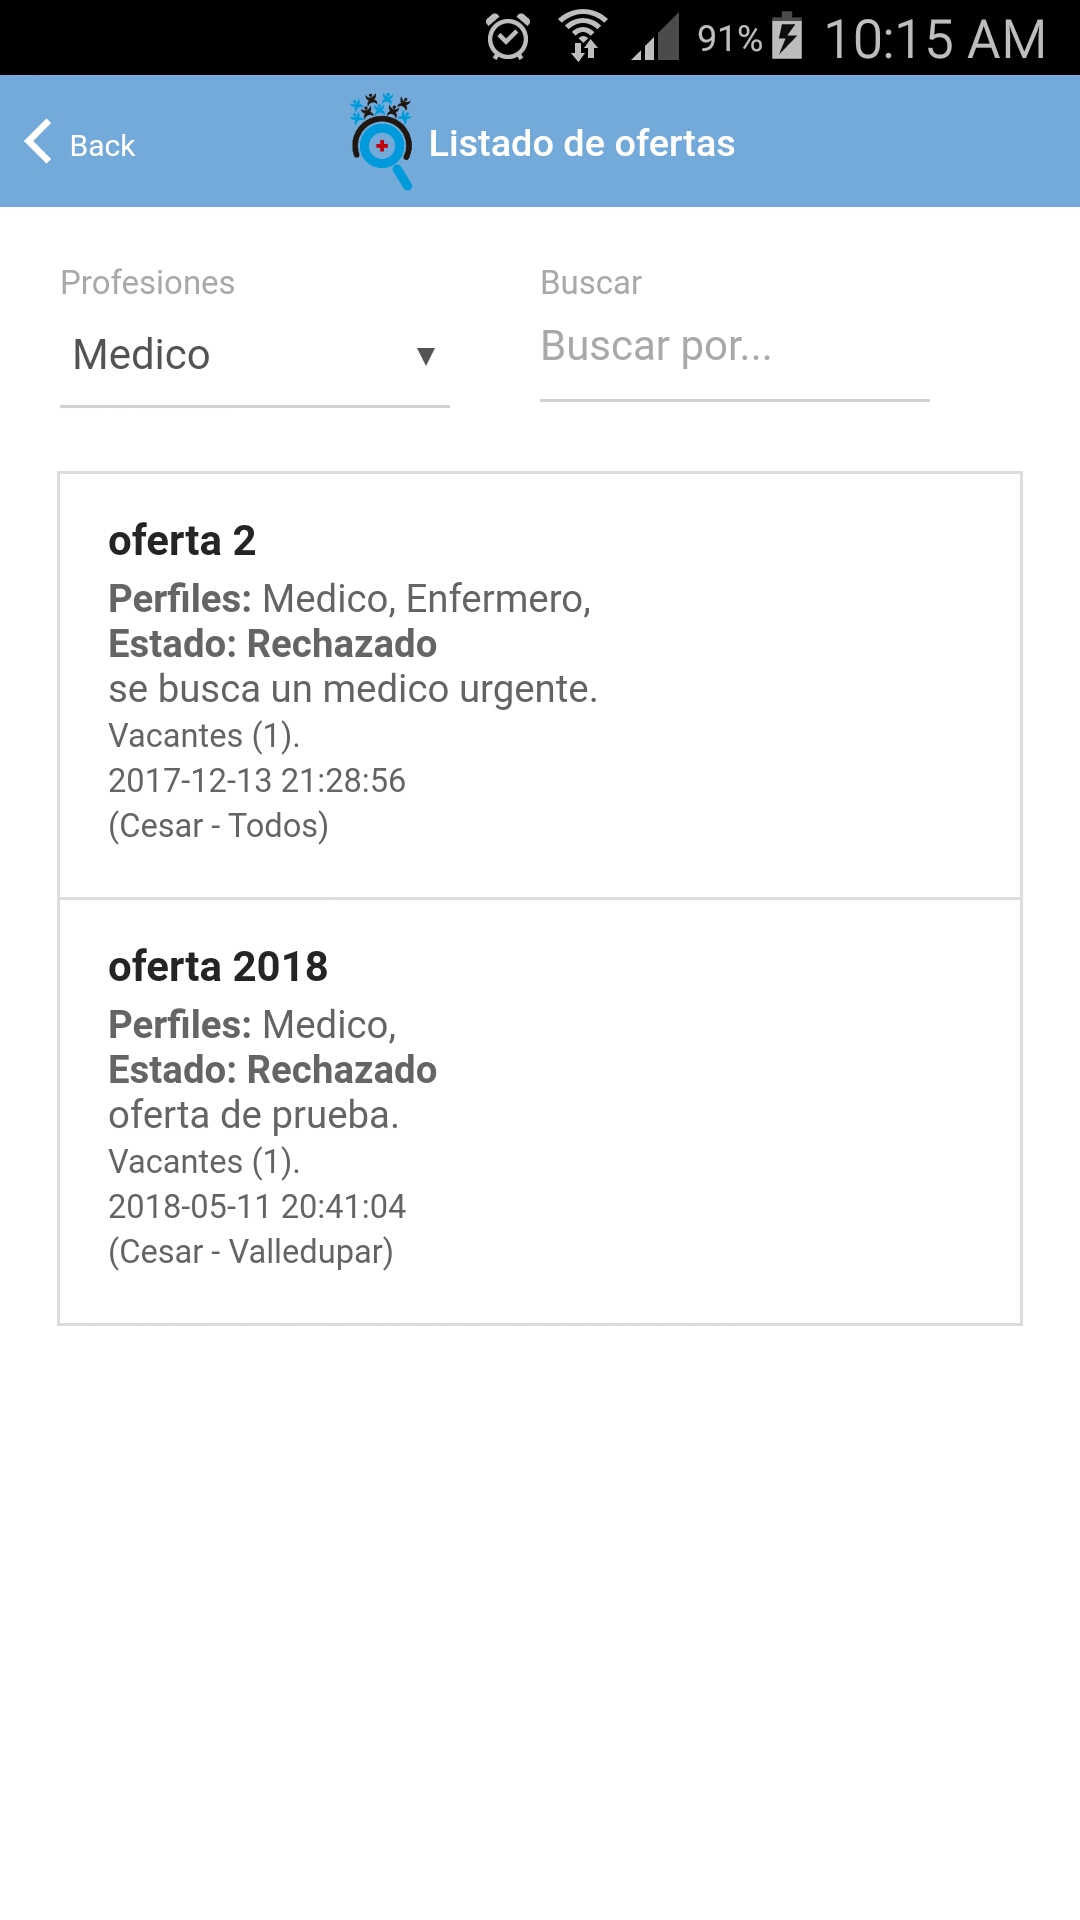 91% 10:15 AM
Back Listado de ofertas
Profesiones Buscar
Medico ▼ Buscar por...
oferta 2
Perfiles: Medico, Enfermero,
Estado: Rechazado
se busca un medico urgente.
Vacantes (1).
2017-12-13 21:28:56
(Cesar - Todos)
oferta 2018
Perfiles: Medico,
Estado: Rechazado
oferta de prueba.
Vacantes (1).
2018-05-11 20:41:04
(Cesar - Valledupar)